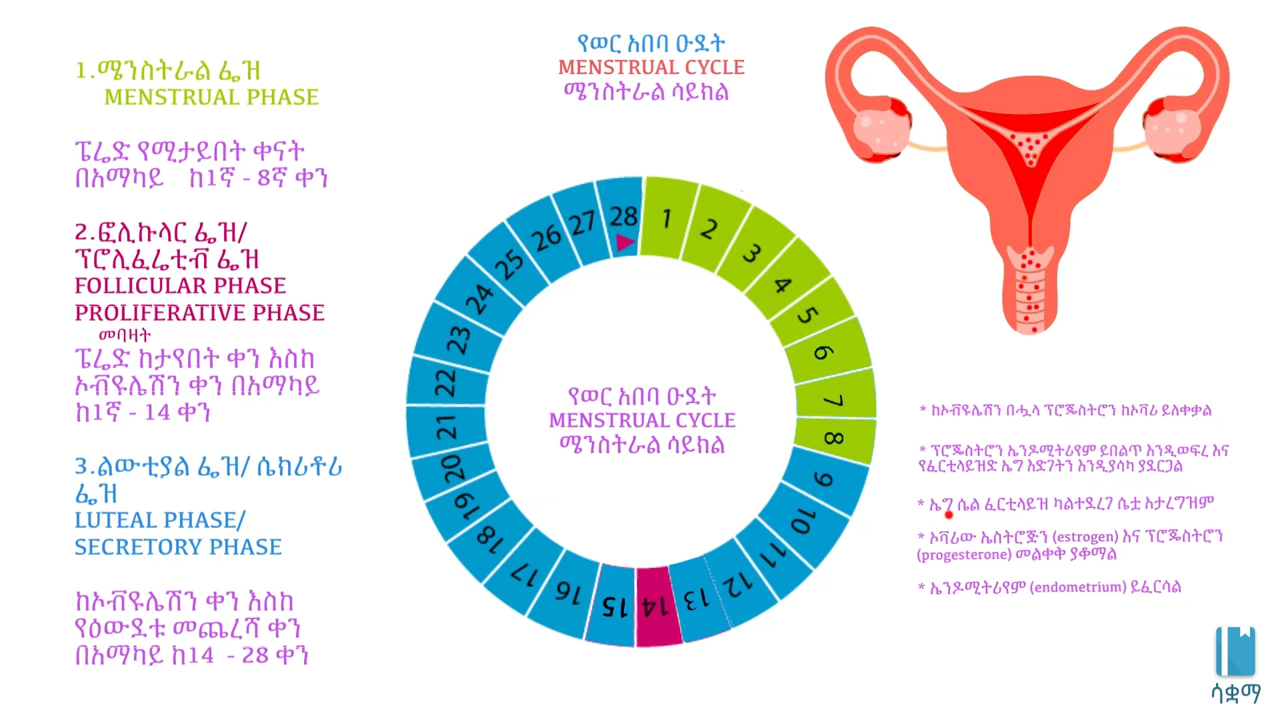 1.ሜንስትራል ፌዝ
MENSTRUAL PHASE
ፔሬድ የሚታይበት ቀናት
በአማካይ ከ1ኛ - 8ኛ ቀን
2.ፎሊኩላር ፌዝ/
ፕሮሊፈሬቲቭ ፌዝ
FOLLICULAR PHASE
PROLIFERATIVE PHASE
መባዛት
ፔሬድ ከታየበት ቀን እስከ
ኦቭዩሌሽን ቀን በአማካይ
ከ1ኛ - 14 ቀን
3.ልውቲያል ፌዝ/ ሴክሪቶሪ
ፌዝ
LUTEAL PHASE/
SECRETORY PHASE
ከኦቭዩሌሽን ቀን እስከ
የዕውደቱ መጨረሻ ቀን
በአማካይ ከ14 - 28 ቀን
የወር አበባ ዑደት
MENSTRUAL CYCLE
ሜንስትራል ሳይክል
1
2
3
4
5
6
7
8
9
10
11
12
13
14
15
16
17
18
19
20
21
22
23
24
25
26
27
28
የወር አበባ ዑደት
MENSTRUAL CYCLE
ሜንስትራል ሳይክል
* ከኦቭዩሌሽን በሗላ ፕሮጄስትሮን ከኦቫሪ ይለቀቃል
* ፕሮጄስትሮን ኤንዶሜትሪየም ይበልጥ እንዲወፍረ እና
የፈርቲላይዝድ ኤግ እድገትን እንዲያሳካ ያደርጋል
* ኤግ ሴል ፈርቲላይዝ ካልተደረገ ሴቷ አታረግዝም
* ኦቫሪው ኤስትሮጅን (estrogen) እና ፕሮጄስትሮን
(progesterone) መልቀቅ ያቆማል
* ኤንዶሜትሪየም (endometrium) ይፈርሳል
ሳቋማ